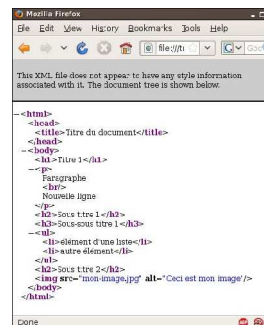 Mozilla Firefox
File Edit View History Bookmarks Tools Help
file:///ti
This XML file does not appear to have any style information
associated with it. The document tree is shown below.
–<html>
–<head>
<title>Titre du document</title>
</head>
–<body>
<h1>Titre 1</h1>
–<p>
Paragraphe
<br/>
Nouvelle ligne
</p>
<h2>Sous titre 1</h2>
<h3>Sous-sous titre 1</h3>
–<ul>
<li>élément d'une liste</li>
<li>autre élément</li>
</ul>
<h2>Sous titre 2</h2>
<img src="mon-image.jpg" alt="Ceci est mon image"/>
</body>
</html>
Done